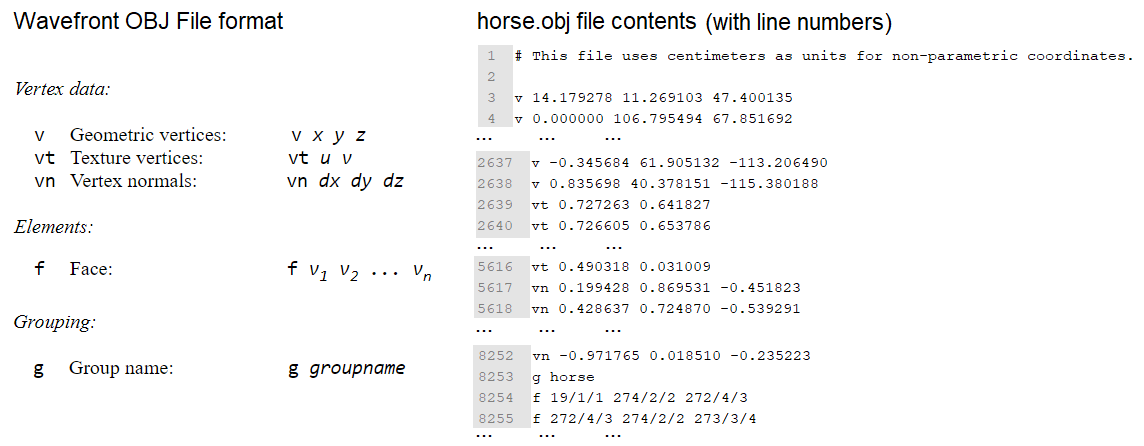 Wavefront OBJ File format
Vertex data:
v Geometric vertices: v x y z
vt Texture vertices: vt u v
vn Vertex normals: vn dx dy dz
Elements:
f Face: f v1 v2 ... vn
Grouping:
g Group name: g groupname
horse.obj file contents (with line numbers)
1 # This file uses centimeters as units for non-parametric coordinates.
2
3 v 14.179278 11.269103 47.400135
4 v 0.000000 106.795494 67.851692
... ... ...
2637 v -0.345684 61.905132 -113.206490
2638 v 0.835698 40.378151 -115.380188
2639 vt 0.727263 0.641827
2640 vt 0.726605 0.653786
... ... ...
5616 vt 0.490318 0.031009
5617 vn 0.199428 0.869531 -0.451823
5618 vn 0.428637 0.724870 -0.539291
... ... ...
8252 vn -0.971765 0.018510 -0.235223
8253 g horse
8254 f 19/1/1 274/2/2 272/4/3
8255 f 272/4/3 274/2/2 273/3/4
... ... ...